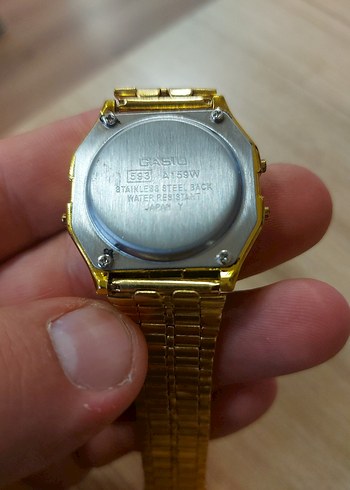 CASIO
593 A159W
STAINLESS STEEL BACK
WATER RESISTANT
JAPAN Y